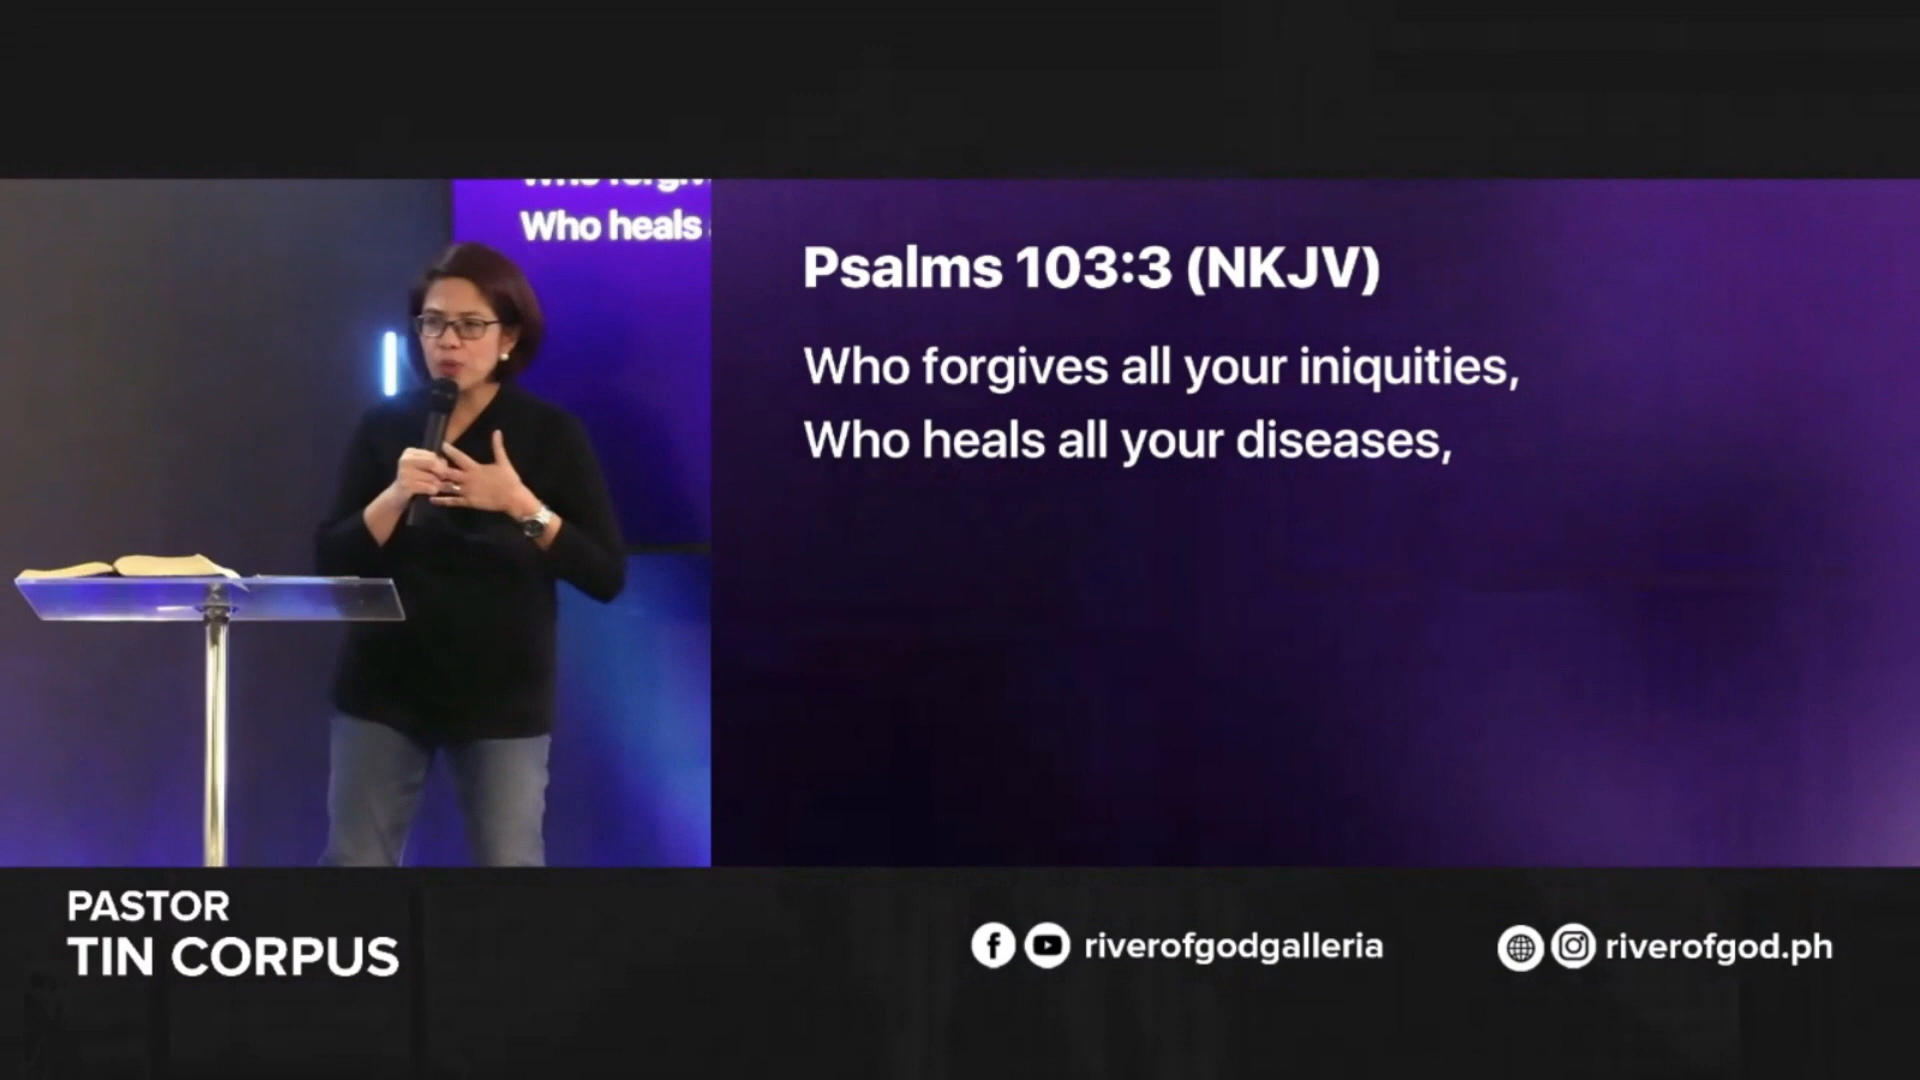 Who heals
Psalms 103:3 (NKJV)
Who forgives all your iniquities,
Who heals all your diseases,
PASTOR
TIN CORPUS
riverofgodgalleria
riverofgod.ph